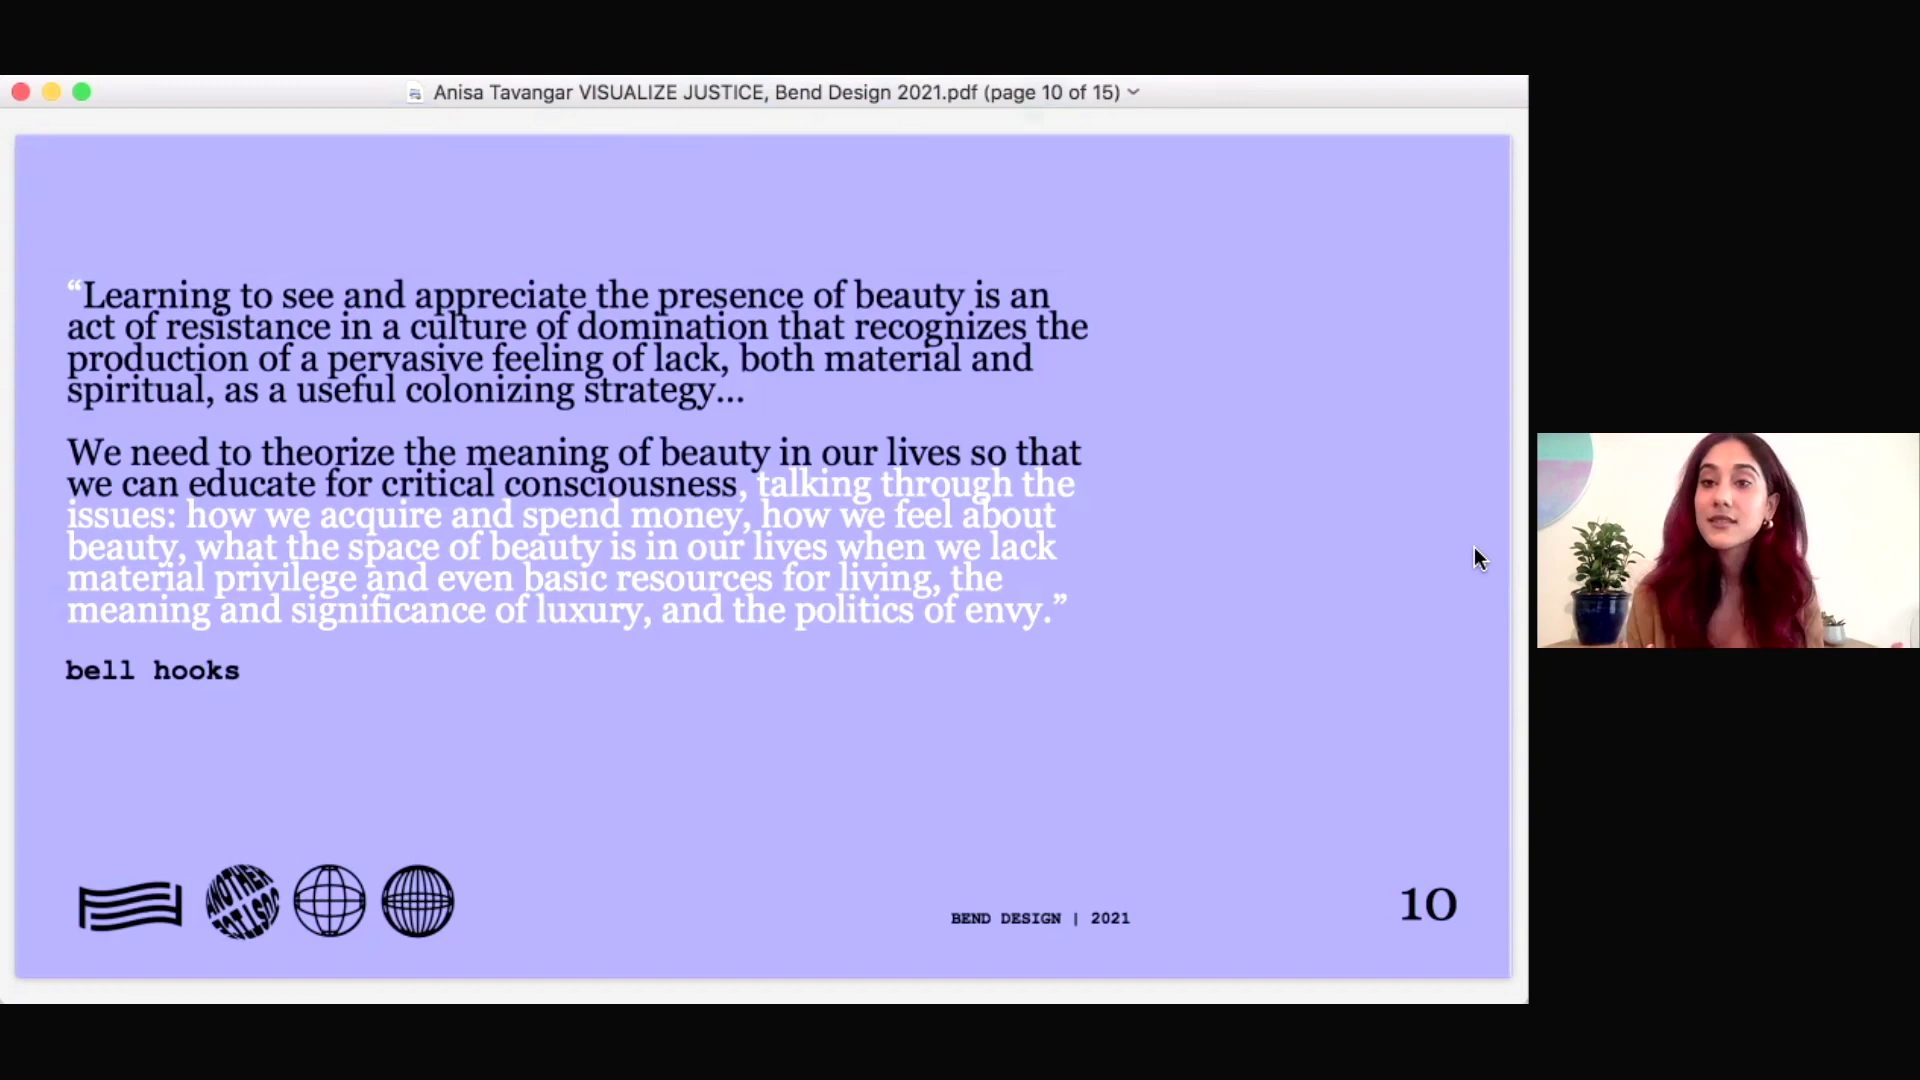 Anisa Tavangar VISUALIZE JUSTICE, Bend Design 2021.pdf (page 10 of 15)
“Learning to see and appreciate the presence of beauty is an
act of resistance in a culture of domination that recognizes the
production of a pervasive feeling of lack, both material and
spiritual, as a useful colonizing strategy...
We need to theorize the meaning of beauty in our lives so that
we can educate for critical consciousness, talking through the
issues: how we acquire and spend money, how we feel about
beauty, what the space of beauty is in our lives when we lack
material privilege and even basic resources for living, the
meaning and significance of luxury, and the politics of envy.”
bell hooks
ANOTHER
BEND DESIGN | 2021
10